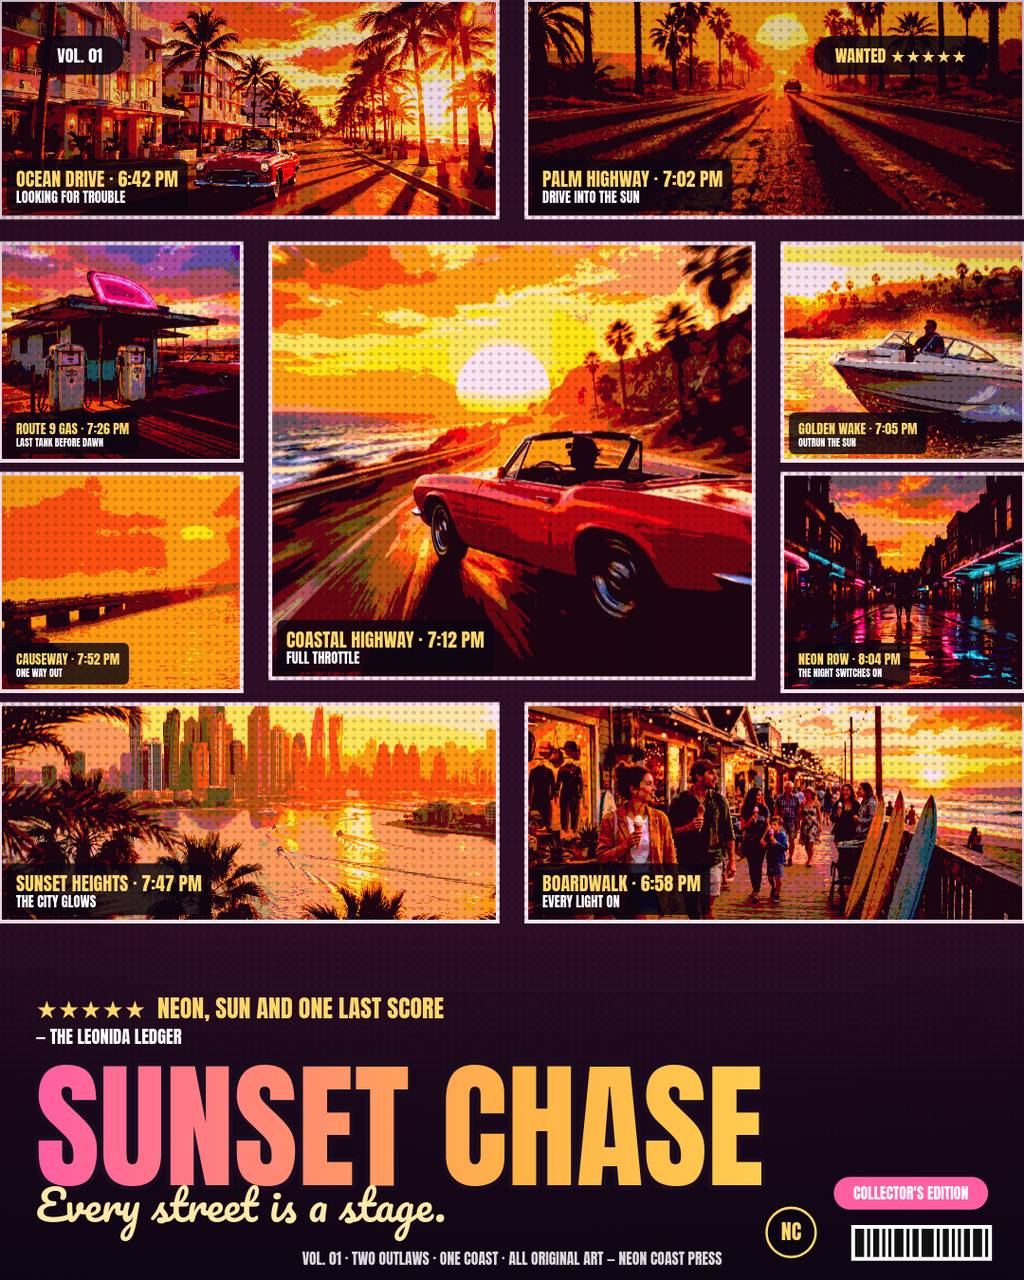 VOL. 01
WANTED ★★★★★
OCEAN DRIVE · 6:42 PM
LOOKING FOR TROUBLE
PALM HIGHWAY · 7:02 PM
DRIVE INTO THE SUN
ROUTE 9 GAS · 7:26 PM
LAST TANK BEFORE DAWN
COASTAL HIGHWAY · 7:12 PM
FULL THROTTLE
GOLDEN WAKE · 7:05 PM
OUTRUN THE SUN
CAUSEWAY · 7:52 PM
ONE WAY OUT
NEON ROW · 8:04 PM
THE NIGHT SWITCHES ON
SUNSET HEIGHTS · 7:47 PM
THE CITY GLOWS
BOARDWALK · 6:58 PM
EVERY LIGHT ON
★★★★★ NEON, SUN AND ONE LAST SCORE
– THE LEONIDA LEDGER
SUNSET CHASE
Every street is a stage.
COLLECTOR'S EDITION
NC
VOL. 01 · TWO OUTLAWS · ONE COAST · ALL ORIGINAL ART – NEON COAST PRESS